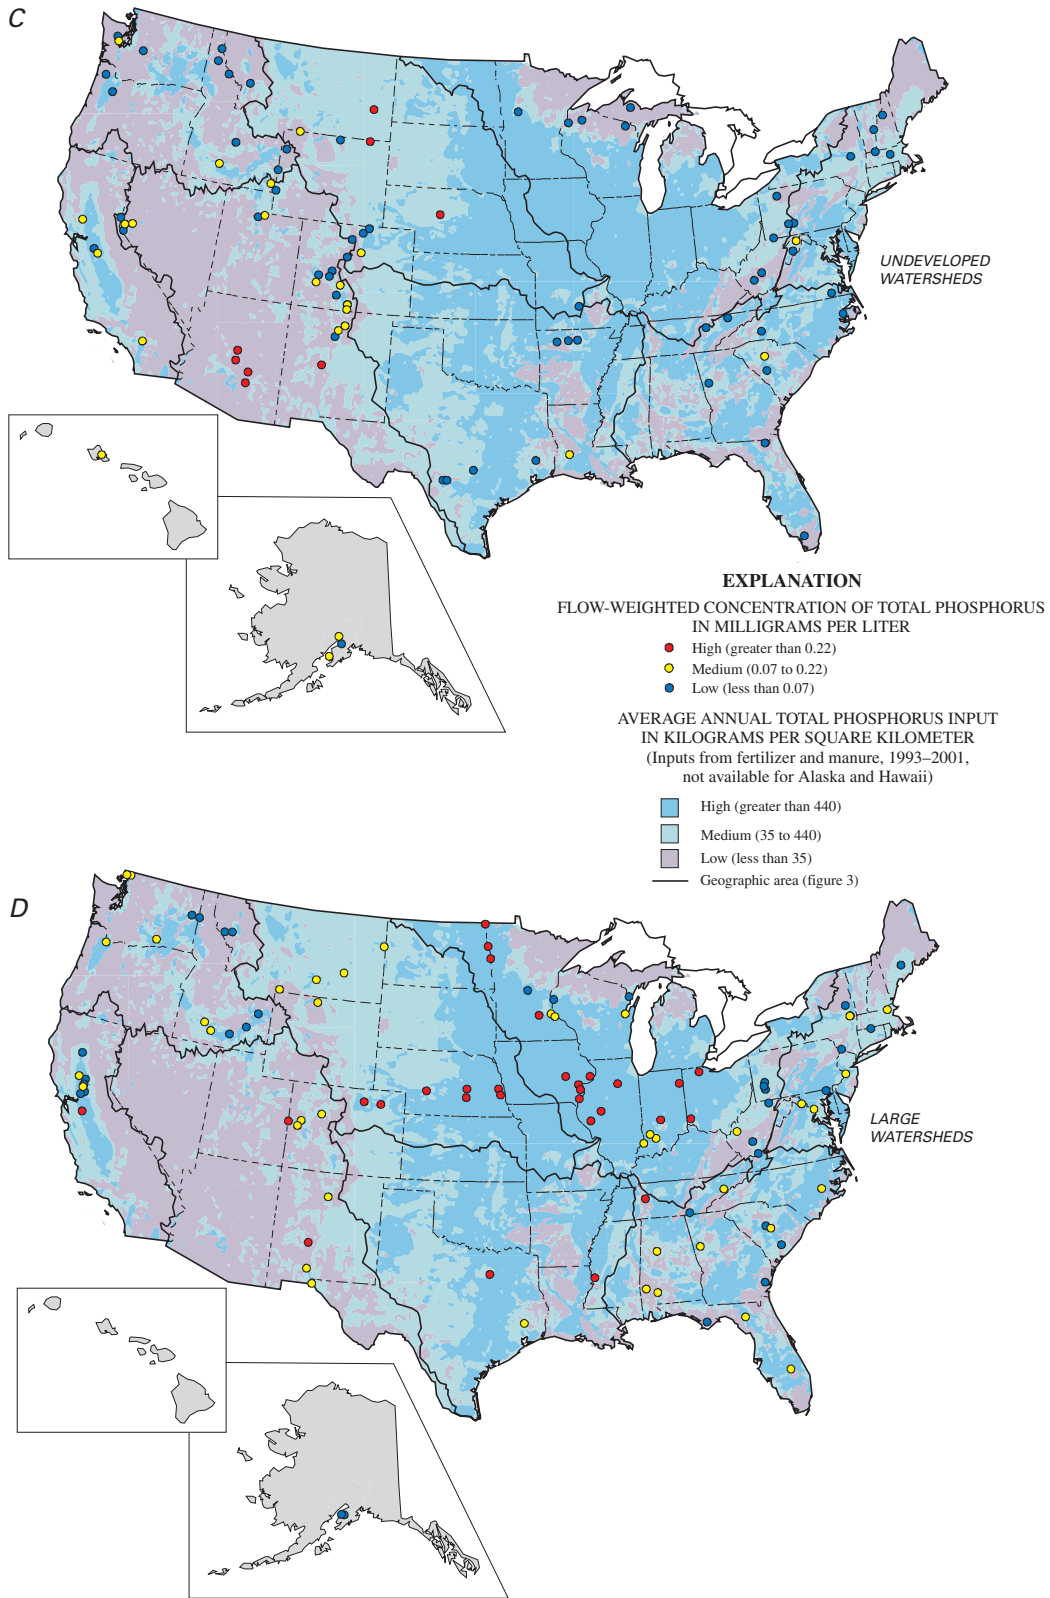 C
UNDEVELOPED
WATERSHEDS
EXPLANATION
FLOW-WEIGHTED CONCENTRATION OF TOTAL PHOSPHORUS
IN MILLIGRAMS PER LITER
High (greater than 0.22)
Medium (0.07 to 0.22)
Low (less than 0.07)
AVERAGE ANNUAL TOTAL PHOSPHORUS INPUT
IN KILOGRAMS PER SQUARE KILOMETER
(Inputs from fertilizer and manure, 1993–2001,
not available for Alaska and Hawaii)
High (greater than 440)
Medium (35 to 440)
Low (less than 35)
Geographic area (figure 3)
D
LARGE
WATERSHEDS